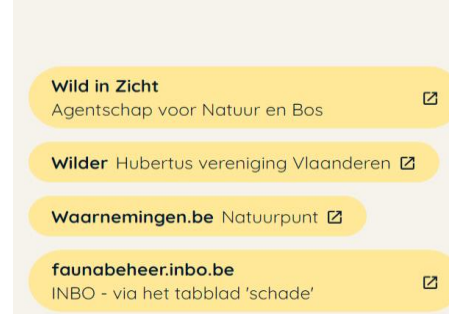 Wild in Zicht
Agentschap voor Natuur en Bos
Wilder Hubertus vereniging Vlaanderen
Waarnemingen.be Natuurpunt
faunabeheer.inbo.be
INBO - via het tabblad 'schade'